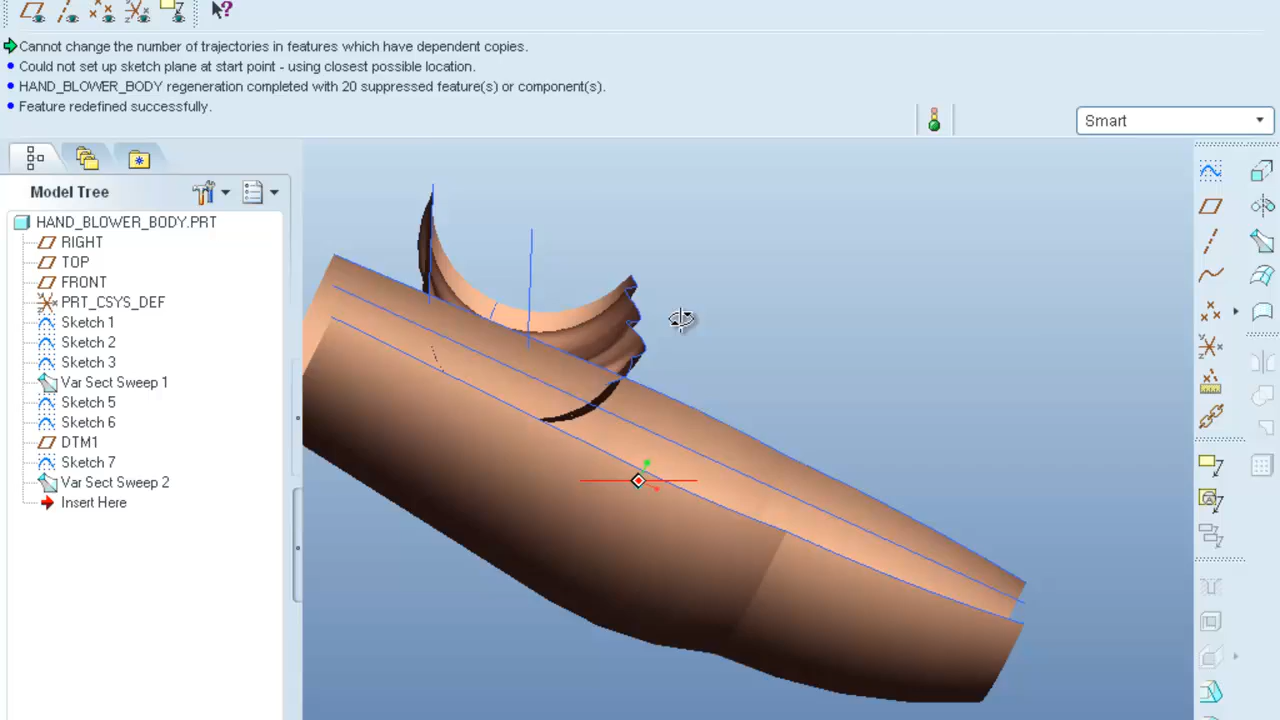 Cannot change the number of trajectories in features which have dependent copies.
Could not set up sketch plane at start point - using closest possible location.
HAND_BLOWER_BODY regeneration completed with 20 suppressed feature(s) or component(s).
Feature redefined successfully.
Smart
Model Tree
HAND_BLOWER_BODY.PRT
RIGHT
TOP
FRONT
PRT_CSYS_DEF
Sketch 1
Sketch 2
Sketch 3
Var Sect Sweep 1
Sketch 5
Sketch 6
DTM1
Sketch 7
Var Sect Sweep 2
Insert Here